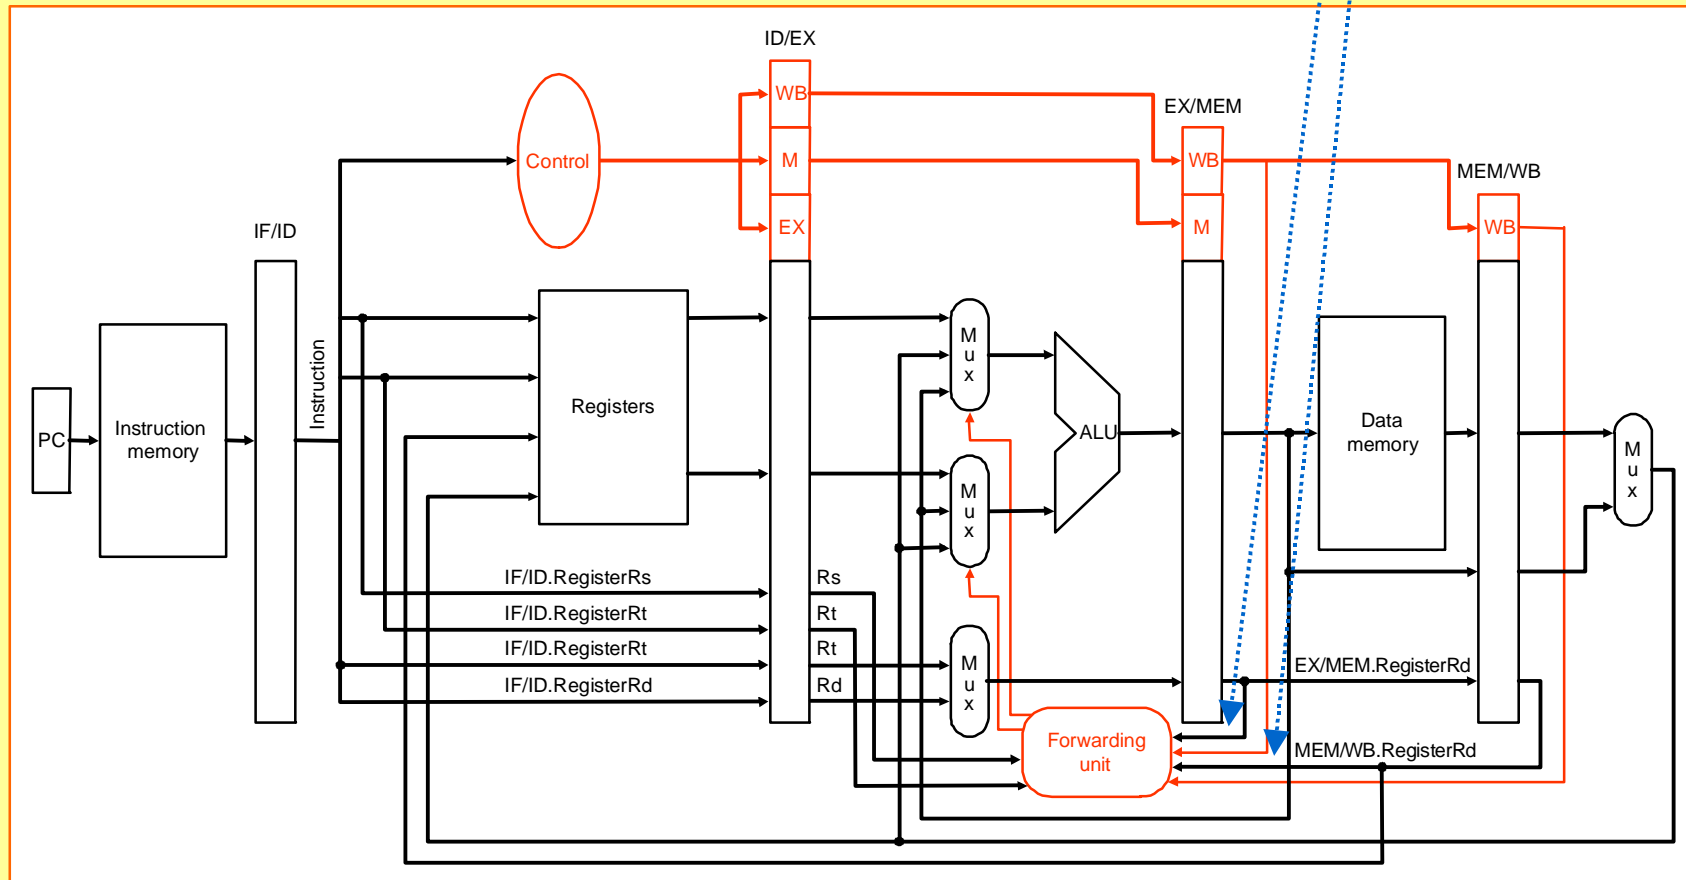 ID/EX
WB
EX/MEM
Control
M
WB
MEM/WB
IF/ID
EX
M
WB
Instruction
PC
Instruction
memory
Registers
M
u
x
ALU
Data
memory
M
u
x
M
u
x
IF/ID.RegisterRs
Rs
IF/ID.RegisterRt
Rt
IF/ID.RegisterRt
Rt
IF/ID.RegisterRd
Rd
M
u
x
EX/MEM.RegisterRd
Forwarding
unit
MEM/WB.RegisterRd